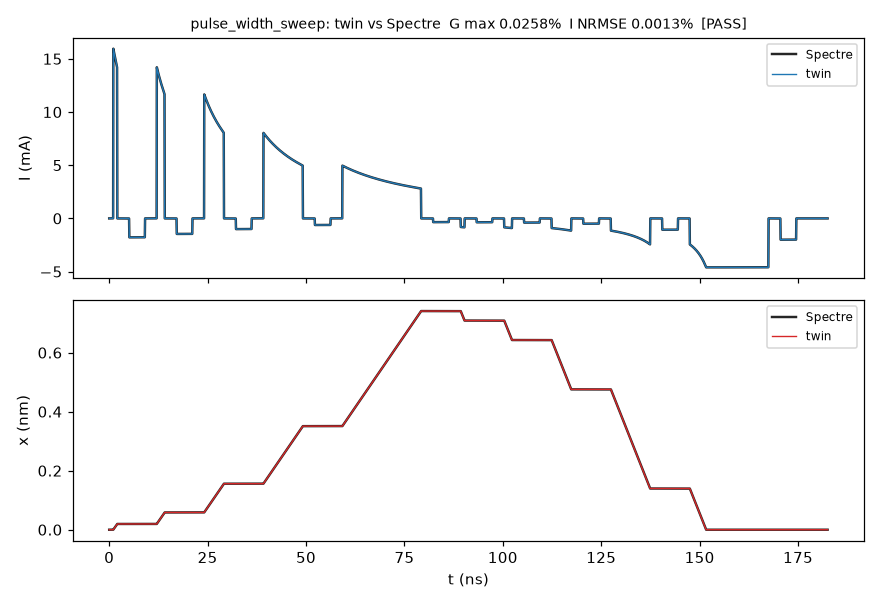 pulse_width_sweep: twin vs Spectre  G max 0.0258%  I NRMSE 0.0013%  [PASS]
Spectre
twin
I (mA)
15
10
5
0
−5
Spectre
twin
x (nm)
0.6
0.4
0.2
0.0
0 25 50 75 100 125 150 175
t (ns)